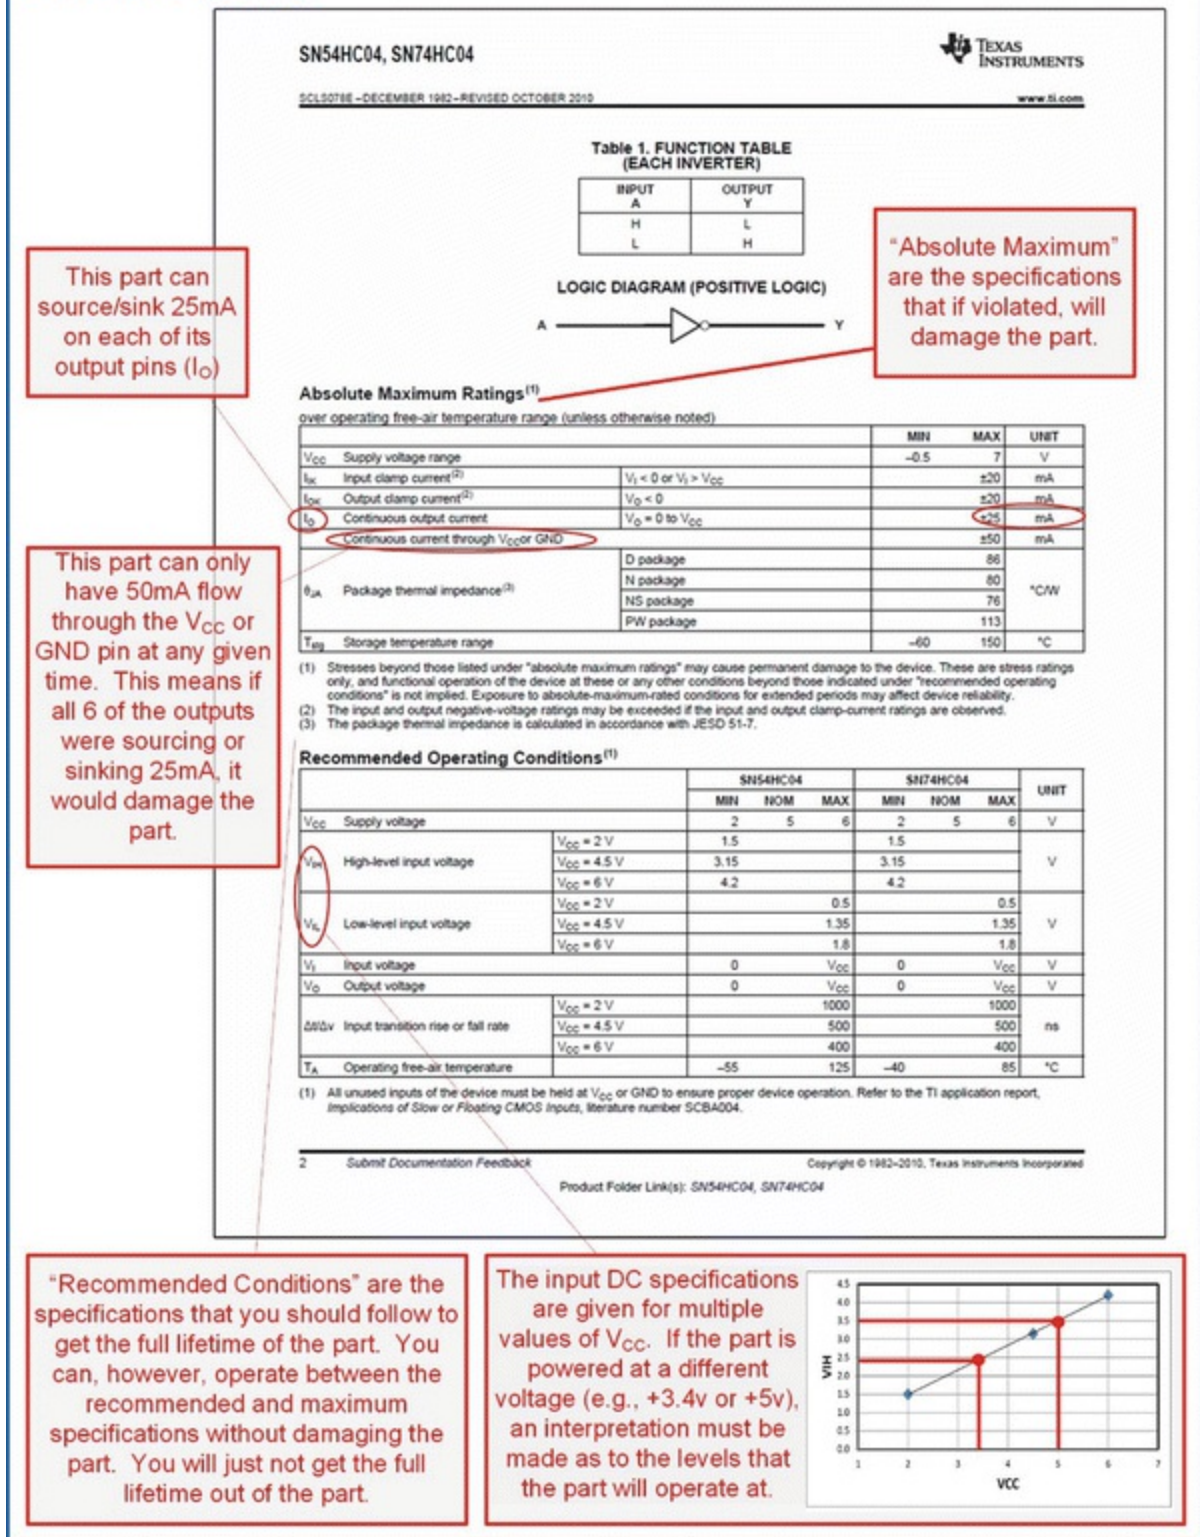 SN54HC04, SN74HC04
TEXAS
INSTRUMENTS
SCLS078E–DECEMBER 1982–REVISED OCTOBER 2010
www.ti.com
Table 1. FUNCTION TABLE
(EACH INVERTER)
INPUT OUTPUT
A Y
H L
L H
LOGIC DIAGRAM (POSITIVE LOGIC)
A Y
"Absolute Maximum"
are the specifications
that if violated, will
damage the part.
This part can
source/sink 25mA
on each of its
output pins (IO)
Absolute Maximum Ratings(1)
over operating free-air temperature range (unless otherwise noted)
MIN MAX UNIT
VCC Supply voltage range –0.5 7 V
IIK Input clamp current(2) VI < 0 or VI > VCC ±20 mA
IOK Output clamp current(2) VO < 0 ±20 mA
IO Continuous output current VO = 0 to VCC ±25 mA
Continuous current through VCC or GND ±50 mA
θJA Package thermal impedance(3) D package 86 °C/W
N package 80
NS package 76
PW package 113
Tstg Storage temperature range –60 150 °C
(1) Stresses beyond those listed under "absolute maximum ratings" may cause permanent damage to the device. These are stress ratings
only, and functional operation of the device at these or any other conditions beyond those indicated under "recommended operating
conditions" is not implied. Exposure to absolute-maximum-rated conditions for extended periods may affect device reliability.
(2) The input and output negative-voltage ratings may be exceeded if the input and output clamp-current ratings are observed.
(3) The package thermal impedance is calculated in accordance with JESD 51-7.
This part can only
have 50mA flow
through the VCC or
GND pin at any given
time. This means if
all 6 of the outputs
were sourcing or
sinking 25mA, it
would damage the
part.
Recommended Operating Conditions(1)
SN54HC04 SN74HC04 UNIT
MIN NOM MAX MIN NOM MAX
VCC Supply voltage 2 5 6 2 5 6 V
VIH High-level input voltage VCC = 2 V 1.5 1.5 V
VCC = 4.5 V 3.15 3.15
VCC = 6 V 4.2 4.2
VIL Low-level input voltage VCC = 2 V 0.5 0.5 V
VCC = 4.5 V 1.35 1.35
VCC = 6 V 1.8 1.8
VI Input voltage 0 VCC 0 VCC V
VO Output voltage 0 VCC 0 VCC V
Δt/Δv Input transition rise or fall rate VCC = 2 V 1000 1000 ns
VCC = 4.5 V 500 500
VCC = 6 V 400 400
TA Operating free-air temperature –55 125 –40 85 °C
(1) All unused inputs of the device must be held at VCC or GND to ensure proper device operation. Refer to the TI application report,
Implications of Slow or Floating CMOS Inputs, literature number SCBA004.
2 Submit Documentation Feedback Copyright © 1982–2010, Texas Instruments Incorporated
Product Folder Link(s): SN54HC04, SN74HC04
"Recommended Conditions" are the
specifications that you should follow to
get the full lifetime of the part. You
can, however, operate between the
recommended and maximum
specifications without damaging the
part. You will just not get the full
lifetime out of the part.
The input DC specifications
are given for multiple
values of VCC. If the part is
powered at a different
voltage (e.g., +3.4v or +5v),
an interpretation must be
made as to the levels that
the part will operate at.
4.5
4.0
3.5
3.0
2.5
2.0
1.5
1.0
0.5
0.0
VIH
1 2 3 4 5 6 7
VCC